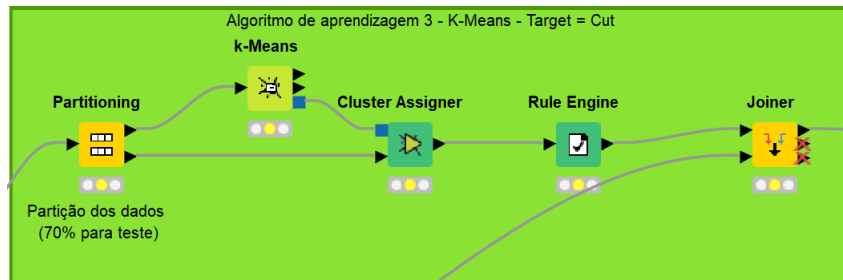 Algoritmo de aprendizagem 3 - K-Means - Target = Cut
k-Means
Partitioning
Cluster Assigner
Rule Engine
Joiner
Partição dos dados
(70% para teste)